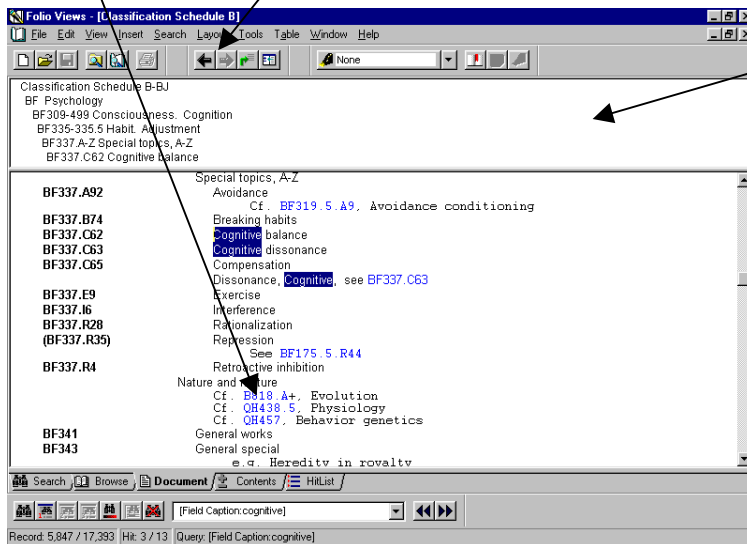 Folio Views - [Classification Schedule B]
File Edit View Insert Search Layout Tools Table Window Help
None
Classification Schedule B-BJ
BF Psychology
BF309-499 Consciousness. Cognition
BF335-335.5 Habit. Adjustment
BF337.A-Z Special topics, A-Z
BF337.C62 Cognitive balance
Special topics, A-Z
BF337.A92 Avoidance
Cf. BF319.5.A9, Avoidance conditioning
BF337.B74 Breaking habits
BF337.C62 Cognitive balance
BF337.C63 Cognitive dissonance
BF337.C65 Compensation
Dissonance, Cognitive, see BF337.C63
BF337.E9 Exercise
BF337.I6 Interference
BF337.R28 Rationalization
(BF337.R35) Repression
See BF175.5.R44
BF337.R4 Retroactive inhibition
Nature and nurture
Cf. B818.A+, Evolution
Cf. QH438.5, Physiology
Cf. QH457, Behavior genetics
BF341 General works
BF343 General special
e.g. Heredity in royalty
Search Browse Document Contents HitList
[Field Caption:cognitive]
Record: 5,847 / 17,393 Hit: 3 / 13 Query: [Field Caption:cognitive]